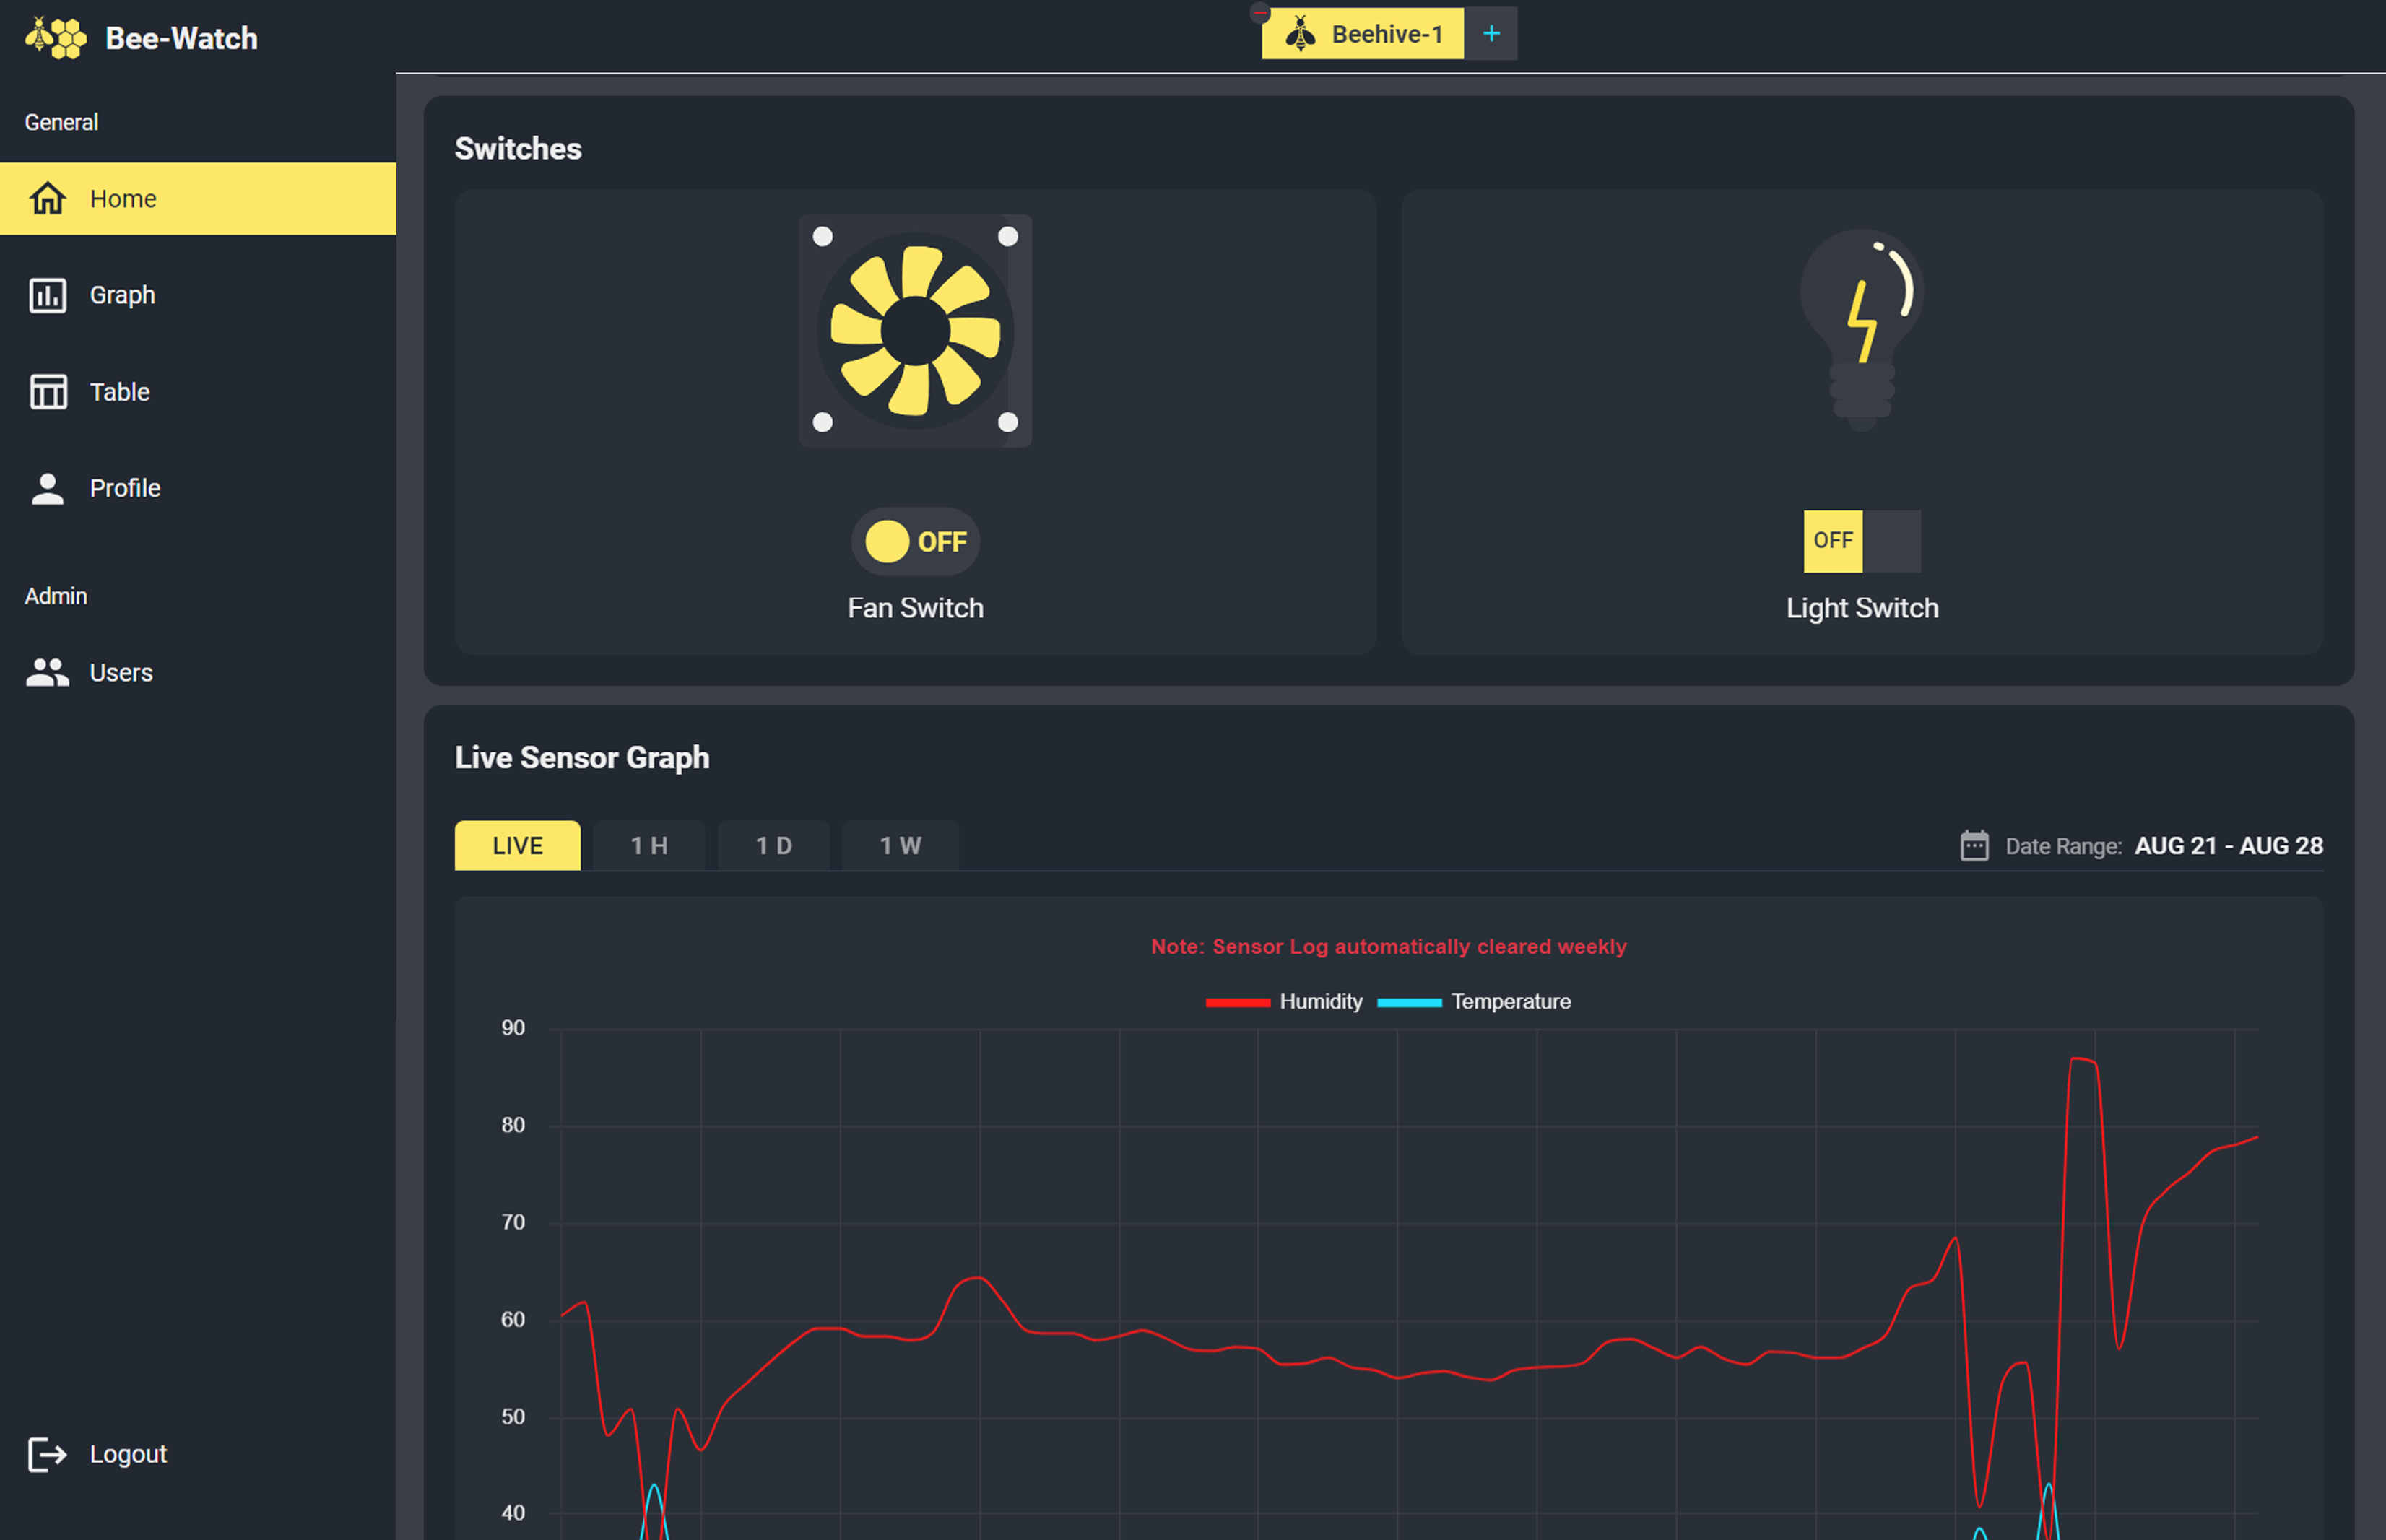 Bee-Watch
Beehive-1
+
General
Home
Graph
Table
Profile
Admin
Users
Logout
Switches
OFF
Fan Switch
OFF
Light Switch
Live Sensor Graph
LIVE
1 H
1 D
1 W
Date Range: AUG 21 - AUG 28
Note: Sensor Log automatically cleared weekly
Humidity
Temperature
90
80
70
60
50
40